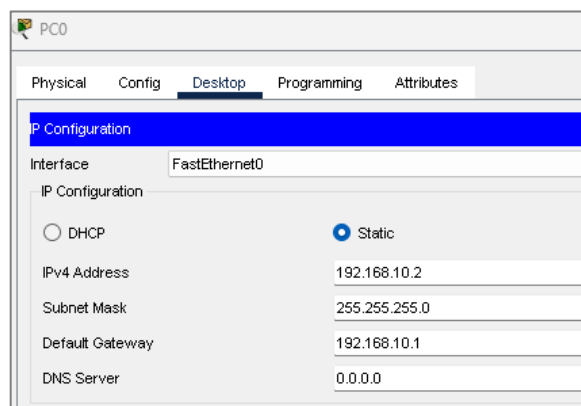 PC0
Physical Config Desktop Programming Attributes
IP Configuration
Interface FastEthernet0
IP Configuration
DHCP Static
IPv4 Address 192.168.10.2
Subnet Mask 255.255.255.0
Default Gateway 192.168.10.1
DNS Server 0.0.0.0